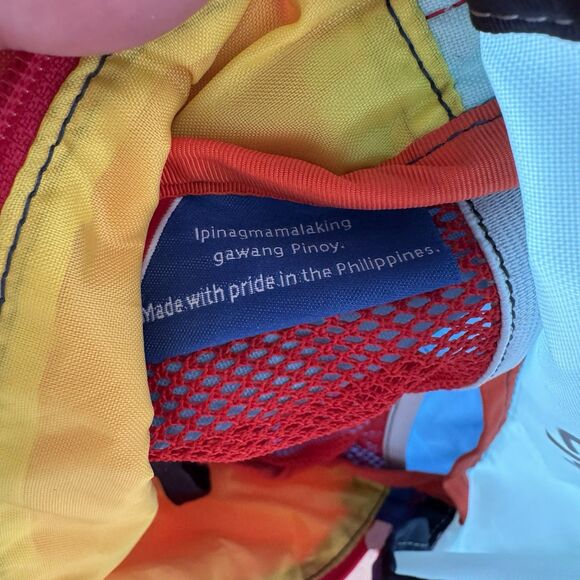 Ipinagmamalaking
gawang Pinoy.
Made with pride in the Philippines.